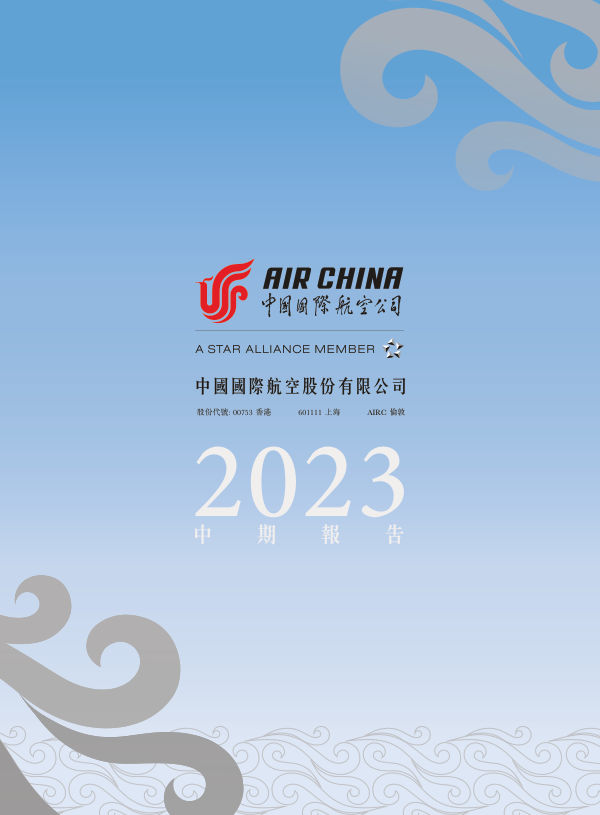 AIR CHINA
中国国际航空公司
A STAR ALLIANCE MEMBER
中國國際航空股份有限公司
股份代號: 00753 香港 601111 上海 AIRC 倫敦
2023
中期報告